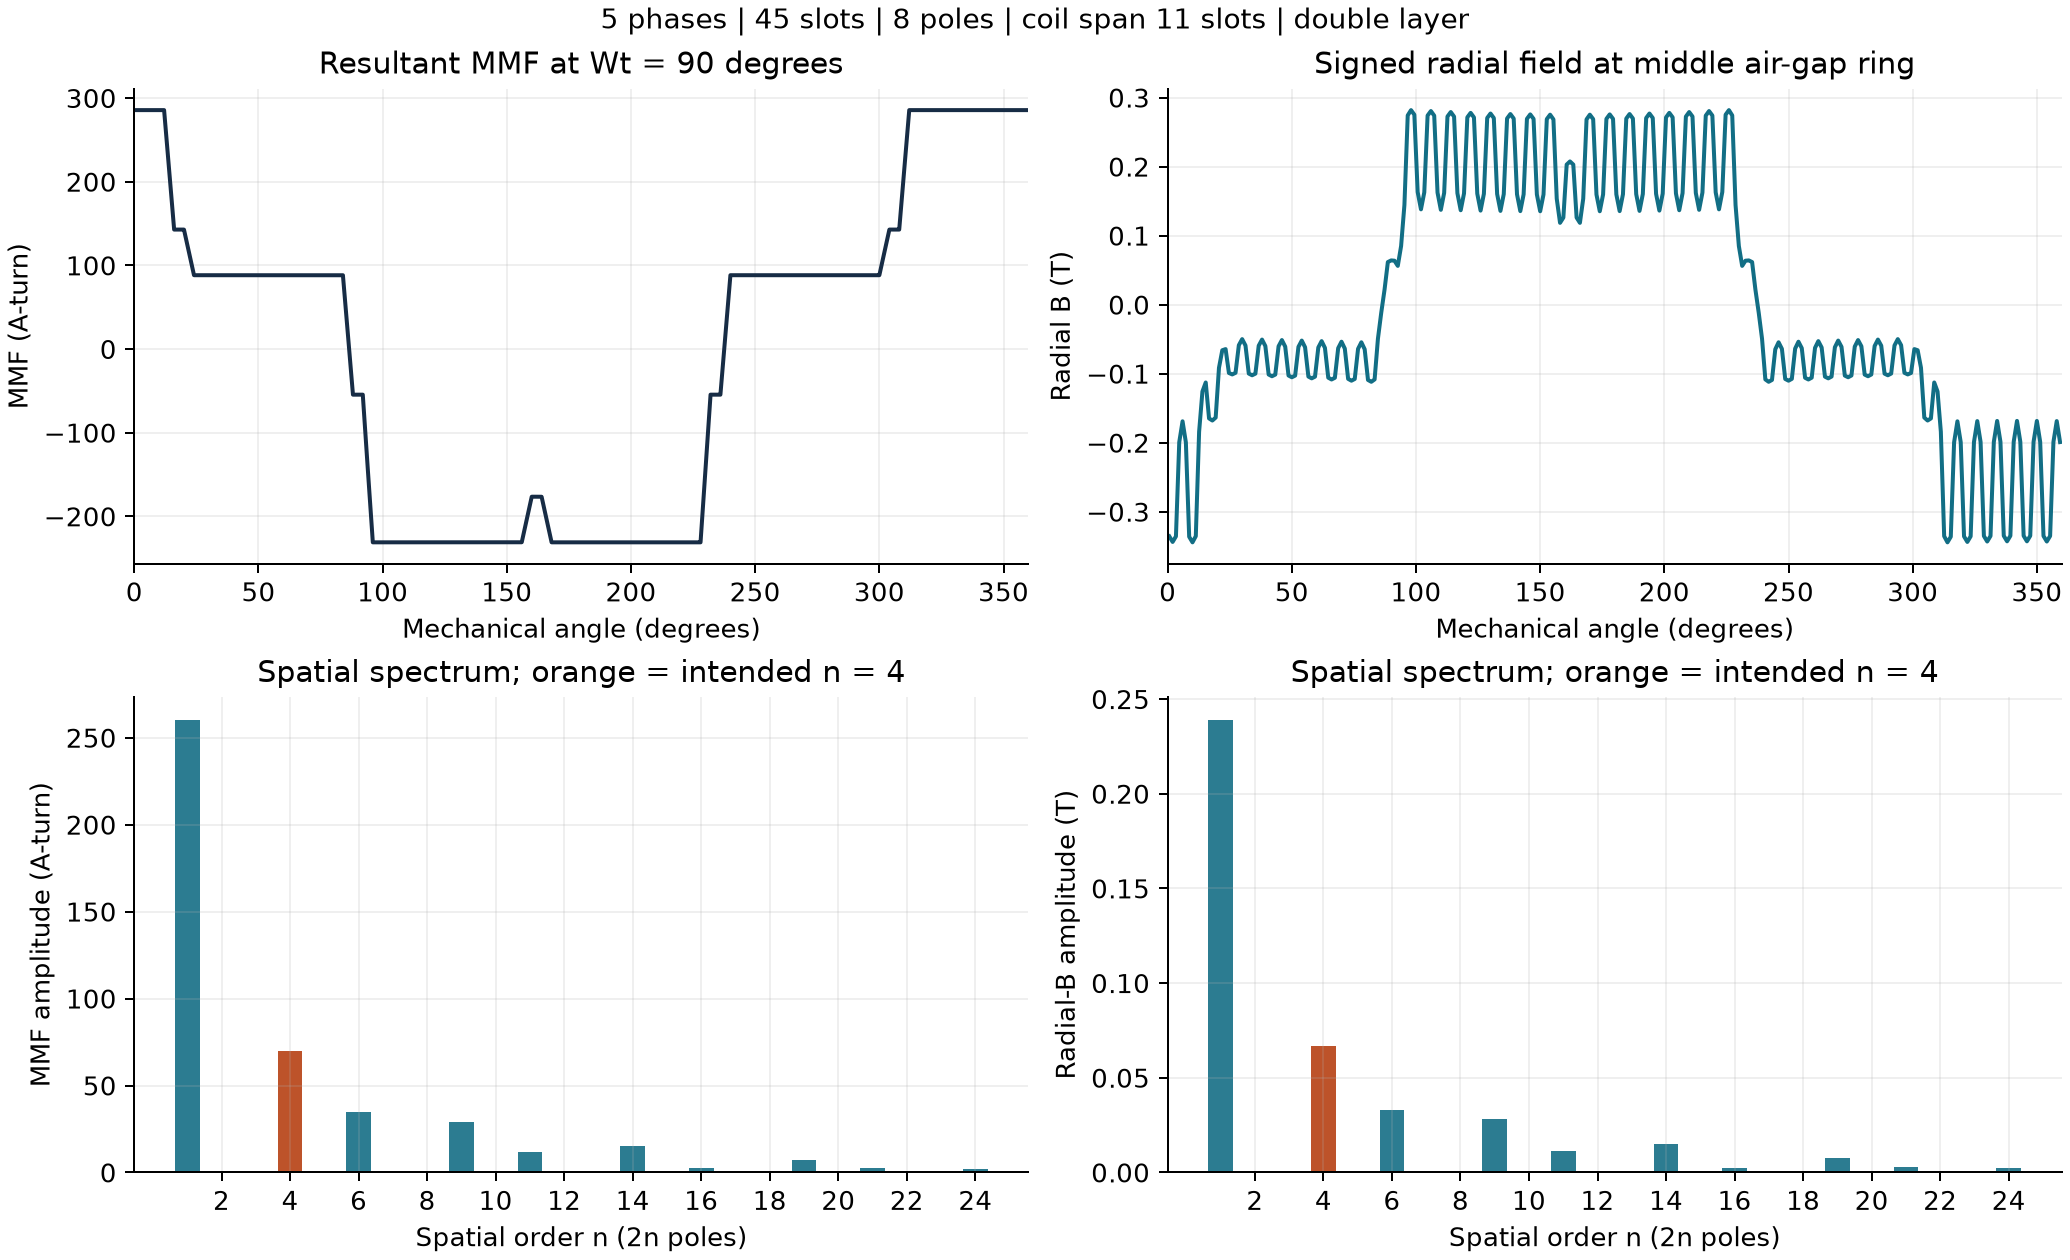 5 phases | 45 slots | 8 poles | coil span 11 slots | double layer
Resultant MMF at Wt = 90 degrees
300
200
100
0
−100
−200
MMF (A-turn)
0 50 100 150 200 250 300 350
Mechanical angle (degrees)
Signed radial field at middle air-gap ring
0.3
0.2
0.1
0.0
−0.1
−0.2
−0.3
Radial B (T)
0 50 100 150 200 250 300 350
Mechanical angle (degrees)
Spatial spectrum; orange = intended n = 4
250
200
150
100
50
0
MMF amplitude (A-turn)
2 4 6 8 10 12 14 16 18 20 22 24
Spatial order n (2n poles)
Spatial spectrum; orange = intended n = 4
0.25
0.20
0.15
0.10
0.05
0.00
Radial-B amplitude (T)
2 4 6 8 10 12 14 16 18 20 22 24
Spatial order n (2n poles)